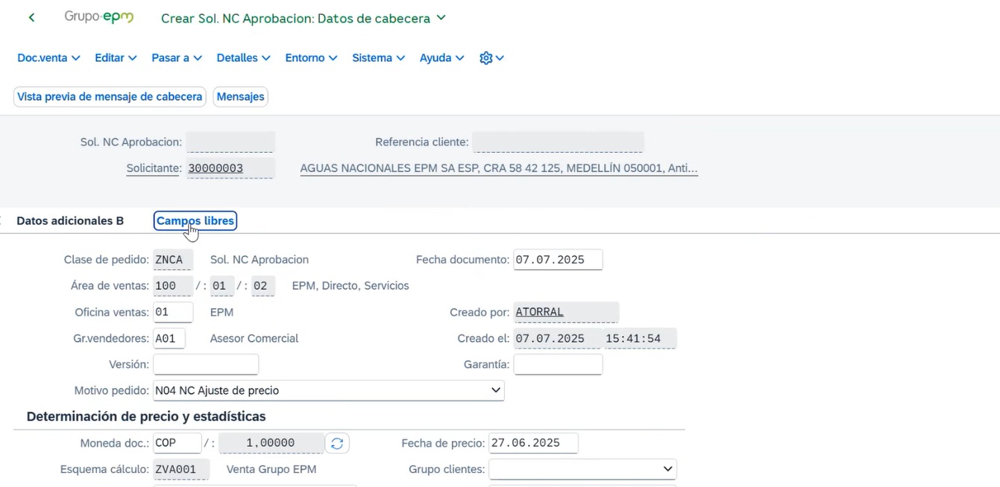 Grupo·epm Crear Sol. NC Aprobacion: Datos de cabecera
Doc.venta Editar Pasar a Detalles Entorno Sistema Ayuda
Vista previa de mensaje de cabecera Mensajes
Sol. NC Aprobacion: Referencia cliente:
Solicitante: 30000003 AGUAS NACIONALES EPM SA ESP, CRA 58 42 125, MEDELLÍN 050001, Anti...
Datos adicionales B Campos libres
Clase de pedido: ZNCA Sol. NC Aprobacion Fecha documento: 07.07.2025
Área de ventas: 100 /: 01 /: 02 EPM, Directo, Servicios
Oficina ventas: 01 EPM Creado por: ATORRAL
Gr.vendedores: A01 Asesor Comercial Creado el: 07.07.2025 15:41:54
Versión: Garantía:
Motivo pedido: N04 NC Ajuste de precio
Determinación de precio y estadísticas
Moneda doc.: COP /: 1,00000 Fecha de precio: 27.06.2025
Esquema cálculo: ZVA001 Venta Grupo EPM Grupo clientes: